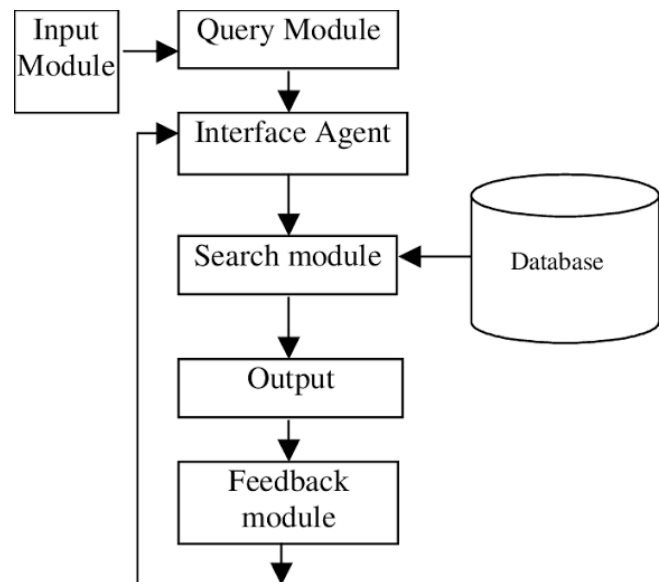 Input
Module
Query Module
Interface Agent
Search module
Database
Output
Feedback
module